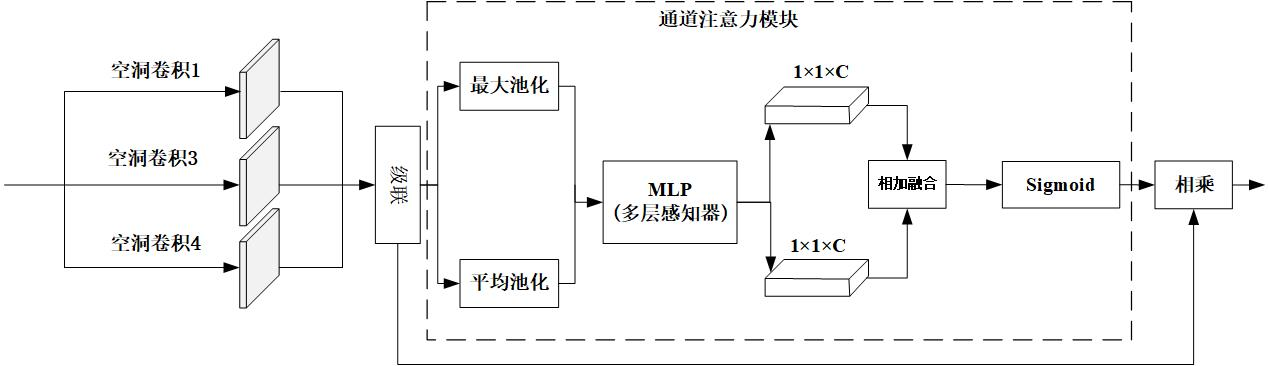 通道注意力模块
空洞卷积1
空洞卷积3
空洞卷积4
级联
最大池化
平均池化
MLP
(多层感知器)
1×1×C
1×1×C
相加融合
Sigmoid
相乘